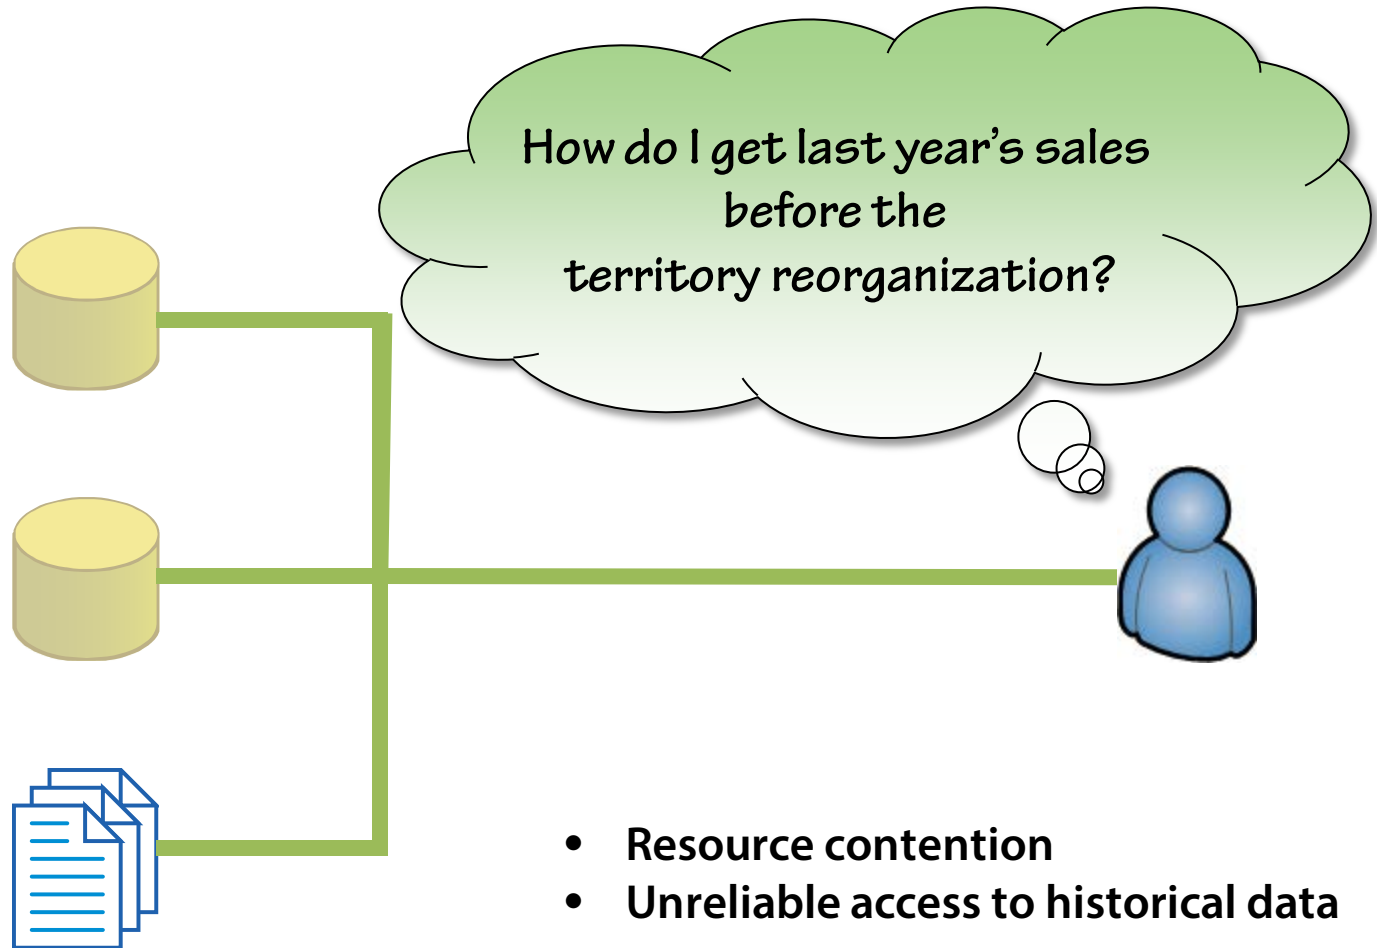 How do I get last year's sales
before the
territory reorganization?
• Resource contention
• Unreliable access to historical data